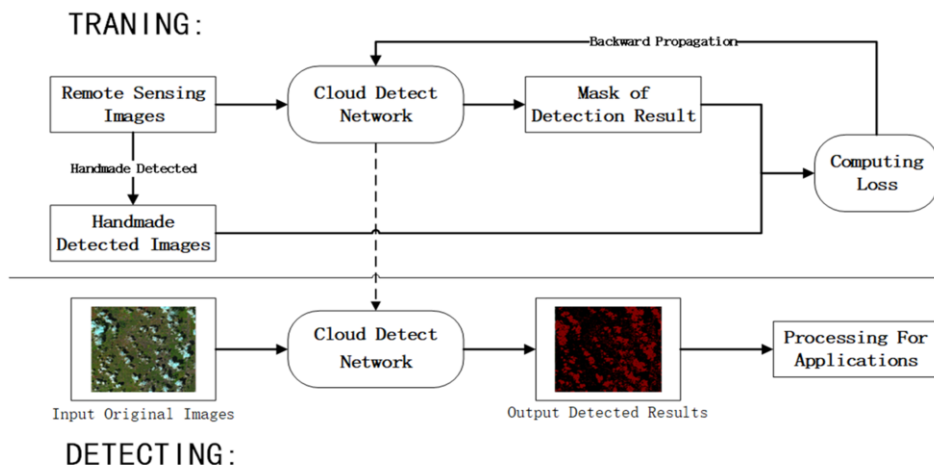 TRANING:
Backward Propagation
Remote Sensing
Images
Cloud Detect
Network
Mask of
Detection Result
Handmade Detected
Computing
Loss
Handmade
Detected Images
Cloud Detect
Network
Processing For
Applications
Input Original Images
Output Detected Results
DETECTING: